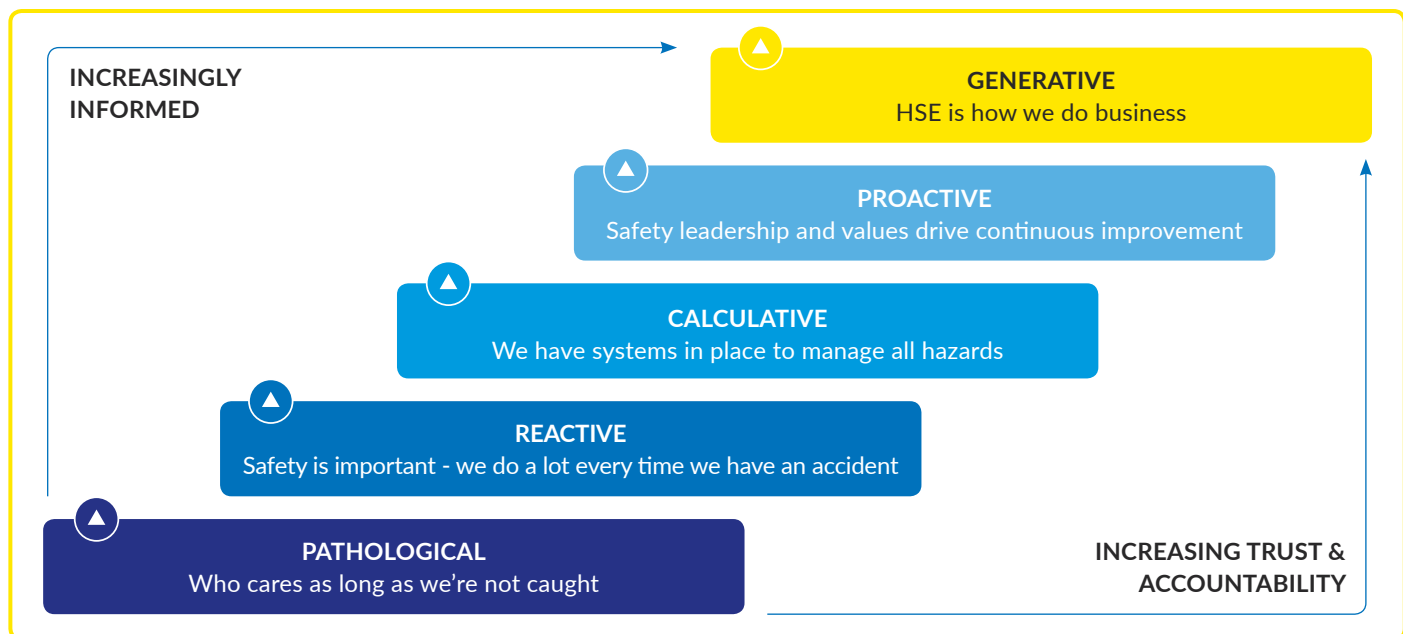 INCREASINGLY
INFORMED
GENERATIVE
HSE is how we do business
PROACTIVE
Safety leadership and values drive continuous improvement
CALCULATIVE
We have systems in place to manage all hazards
REACTIVE
Safety is important - we do a lot every time we have an accident
PATHOLOGICAL
Who cares as long as we’re not caught
INCREASING TRUST &
ACCOUNTABILITY